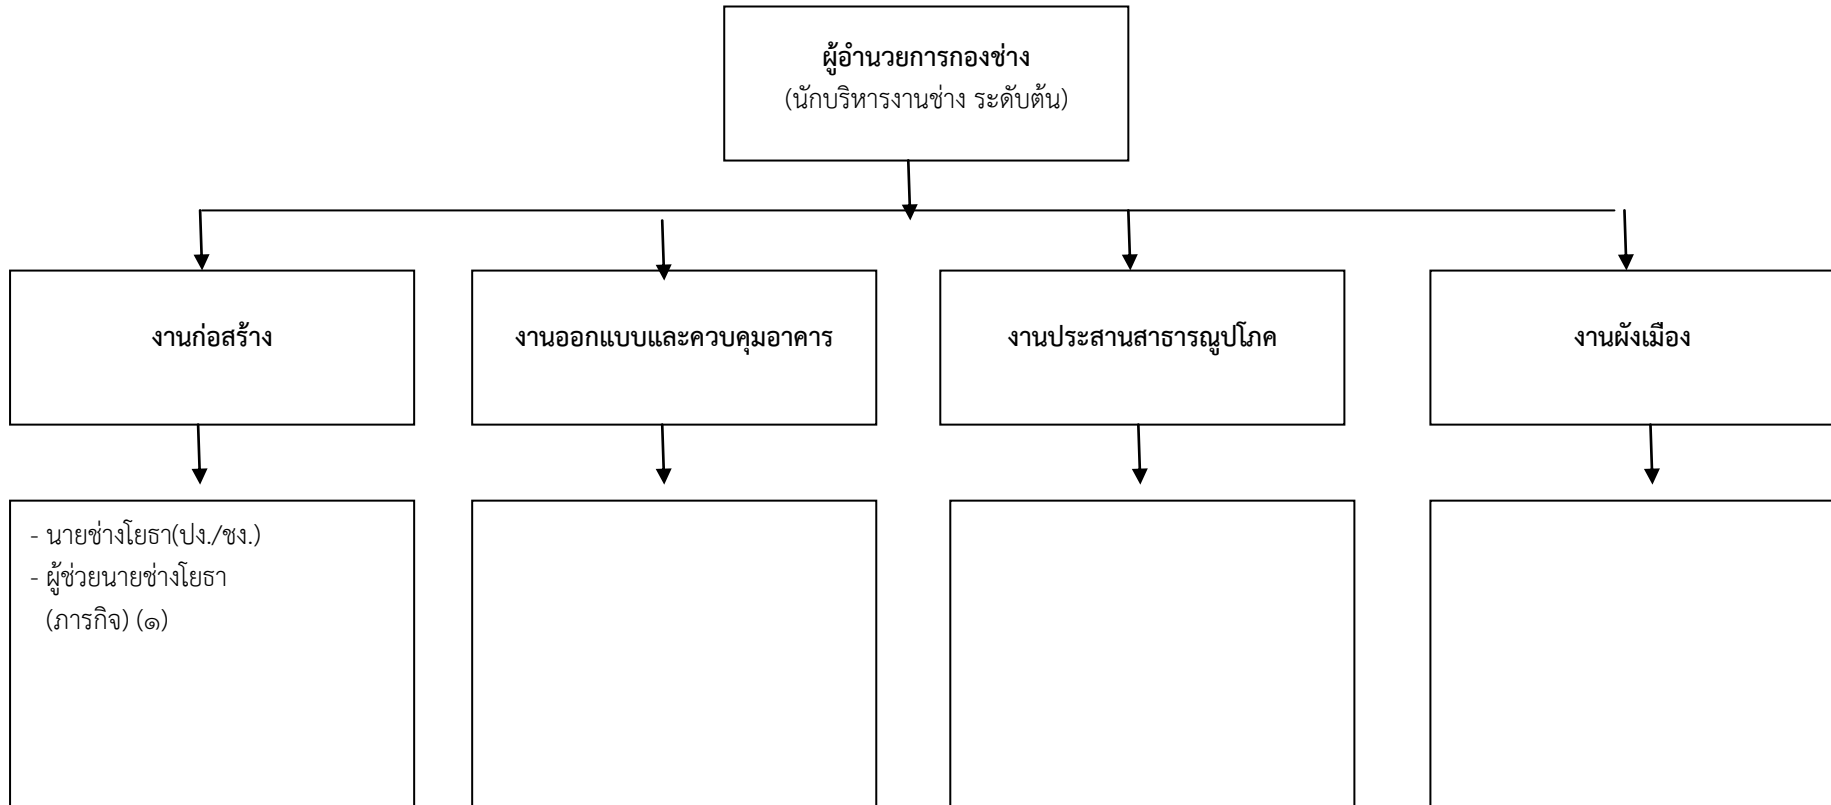 ผู้อำนวยการกองช่าง
(นักบริหารงานช่าง ระดับต้น)
งานก่อสร้าง
งานออกแบบและควบคุมอาคาร
งานประสานสาธารณูปโภค
งานผังเมือง
- นายช่างโยธา(ปง./ชง.)
- ผู้ช่วยนายช่างโยธา
(ภารกิจ) (๑)